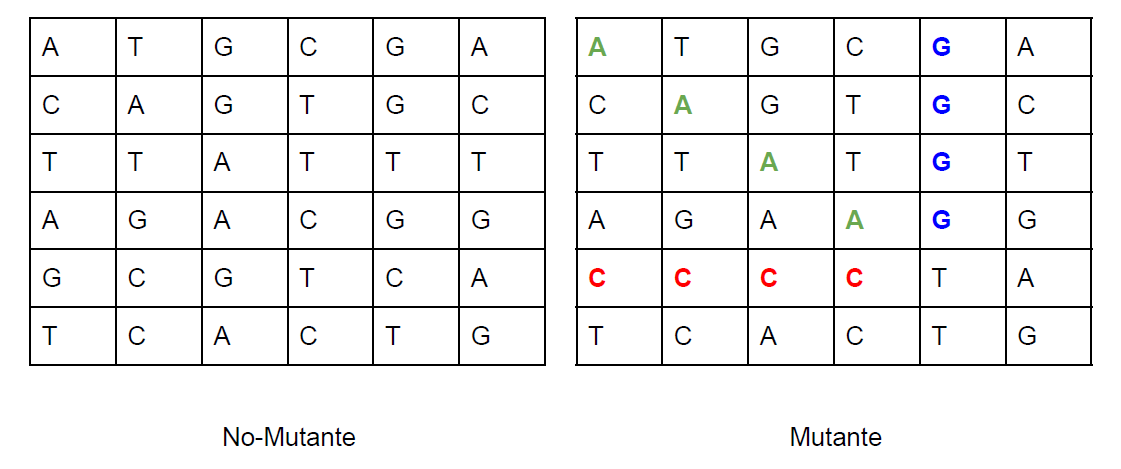 A T G C G A
C A G T G C
T T A T T T
A G A C G G
G C G T C A
T C A C T G
No-Mutante
A T G C G A
C A G T G C
T T A T G T
A G A A G G
C C C C T A
T C A C T G
Mutante